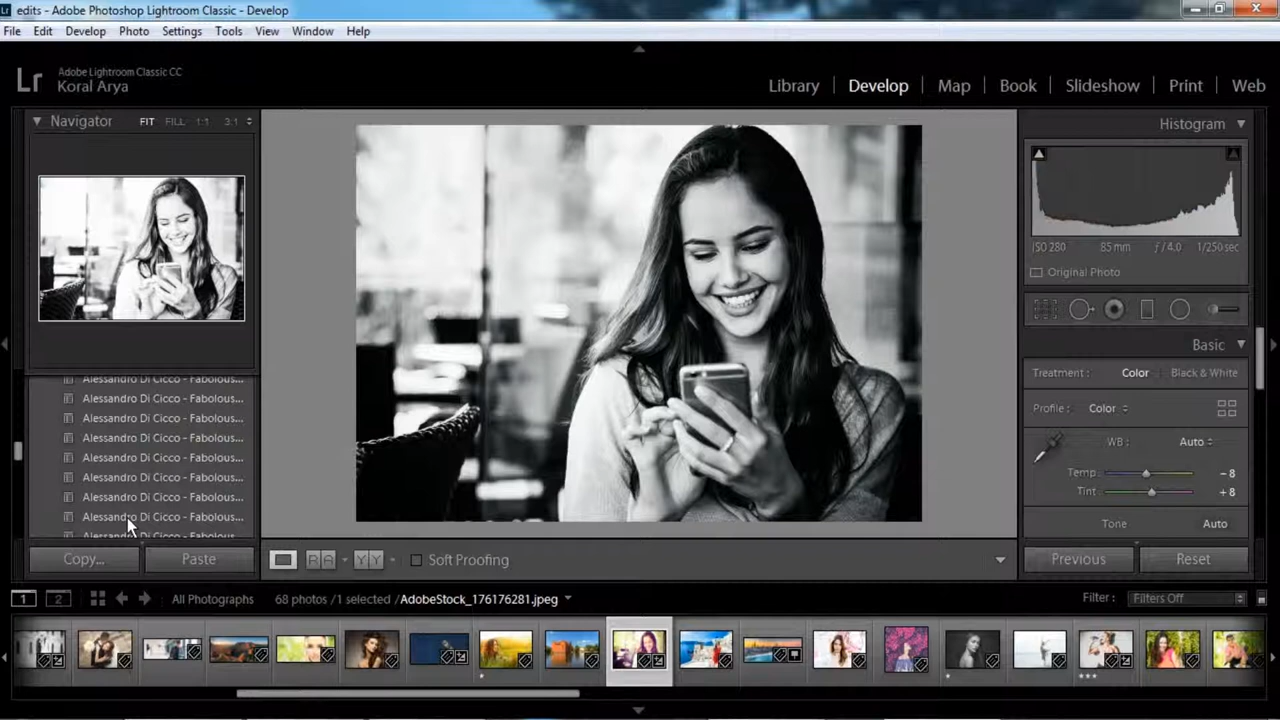 Lr edits - Adobe Photoshop Lightroom Classic - Develop
File Edit Develop Photo Settings Tools View Window Help
Lr Adobe Lightroom Classic CC
Koral Arya
Library Develop Map Book Slideshow Print Web
Navigator FIT FILL 1:1 3:1
Histogram
ISO 280 85 mm ƒ / 4.0 1/250 sec
Original Photo
Basic
Treatment : Color Black & White
Profile : Color
WB : Auto
Temp - 8
Tint + 8
Tone Auto
Alessandro Di Cicco - Fabolous...
Alessandro Di Cicco - Fabolous...
Alessandro Di Cicco - Fabolous...
Alessandro Di Cicco - Fabolous...
Alessandro Di Cicco - Fabolous...
Alessandro Di Cicco - Fabolous...
Alessandro Di Cicco - Fabolous...
Alessandro Di Cicco - Fabolous...
Alessandro Di Cicco - Fabolous...
Copy... Paste
R A Y Y Soft Proofing
Previous Reset
1 2 All Photographs 68 photos /1 selected /AdobeStock_176176281.jpeg
Filter : Filters Off